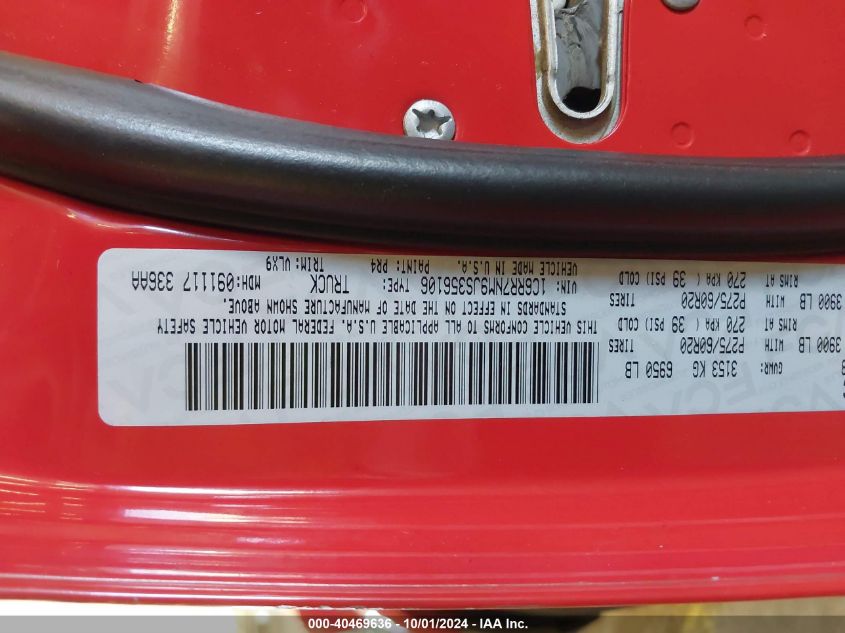 GVWR: 3153 KG 6950 LB
3900 LB WITH P275/60R20 TIRES
RIMS AT 270 KPA ( 39 PSI) COLD
3900 LB WITH P275/60R20 TIRES
RIMS AT 270 KPA ( 39 PSI) COLD
THIS VEHICLE CONFORMS TO ALL APPLICABLE U.S.A. FEDERAL MOTOR VEHICLE SAFETY
STANDARDS IN EFFECT ON THE DATE OF MANUFACTURE SHOWN ABOVE.
VIN: 1C6RR7NM9JS356106 TYPE: TRUCK MDH:091117 336AA
VEHICLE MADE IN U.S.A. PAINT: PR4 TRIM: VLX9
000-40469636 - 10/01/2024 - IAA Inc.